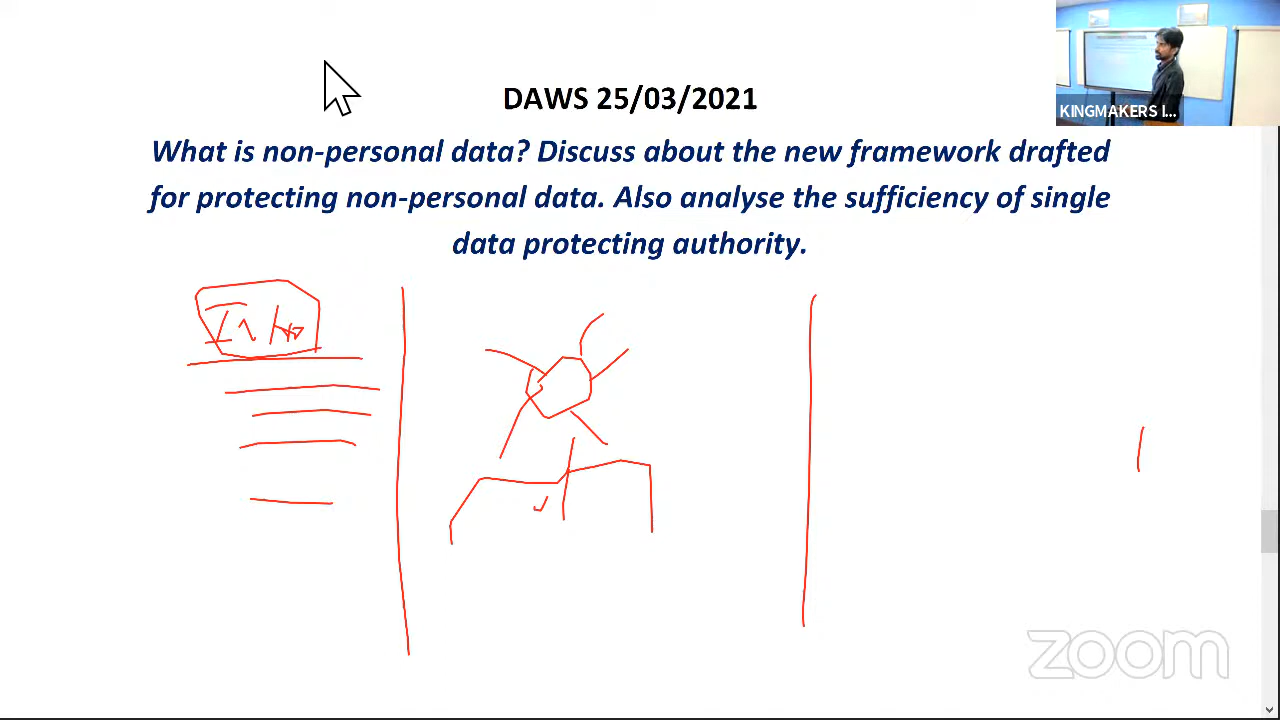 KINGMAKERS I...
DAWS 25/03/2021
What is non-personal data? Discuss about the new framework drafted
for protecting non-personal data. Also analyse the sufficiency of single
data protecting authority.
Intro
zoom